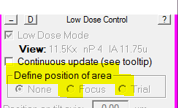 – D Low Dose Control ?
Low Dose Mode
View: 11.5Kx nP 4 IA 11.75u
Continuous update (see tooltip)
Define position of area
None Focus Trial